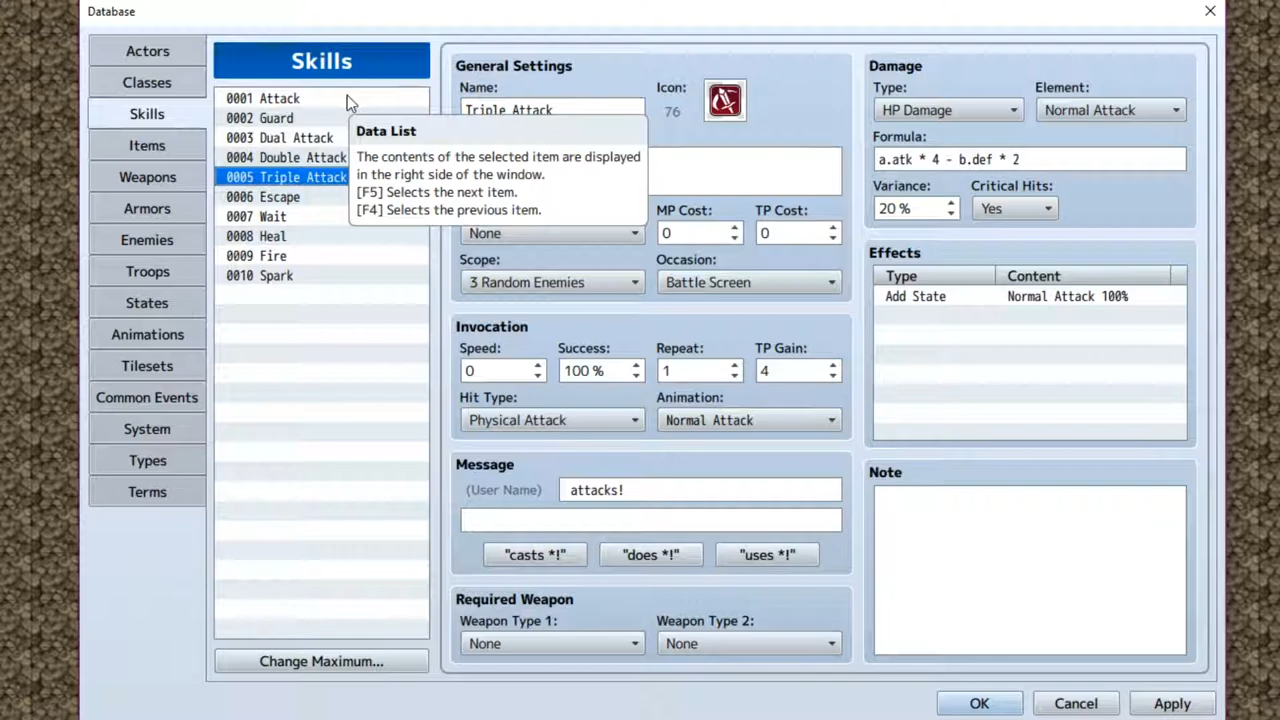 Database
Actors
Classes
Skills
Items
Weapons
Armors
Enemies
Troops
States
Animations
Tilesets
Common Events
System
Types
Terms
Skills
0001 Attack
0002 Guard
0003 Dual Attack
0004 Double Attack
0005 Triple Attack
0006 Escape
0007 Wait
0008 Heal
0009 Fire
0010 Spark
Change Maximum...
Data List
The contents of the selected item are displayed
in the right side of the window.
[F5] Selects the next item.
[F4] Selects the previous item.
General Settings
Name:
Icon:
Triple Attack
76
MP Cost:
TP Cost:
None
0
0
Scope:
Occasion:
3 Random Enemies
Battle Screen
Invocation
Speed:
Success:
Repeat:
TP Gain:
0
100 %
1
4
Hit Type:
Animation:
Physical Attack
Normal Attack
Message
(User Name)
attacks!
"casts *!"
"does *!"
"uses *!"
Required Weapon
Weapon Type 1:
Weapon Type 2:
None
None
Damage
Type:
Element:
HP Damage
Normal Attack
Formula:
a.atk * 4 - b.def * 2
Variance:
Critical Hits:
20 %
Yes
Effects
Type
Content
Add State
Normal Attack 100%
Note
OK
Cancel
Apply